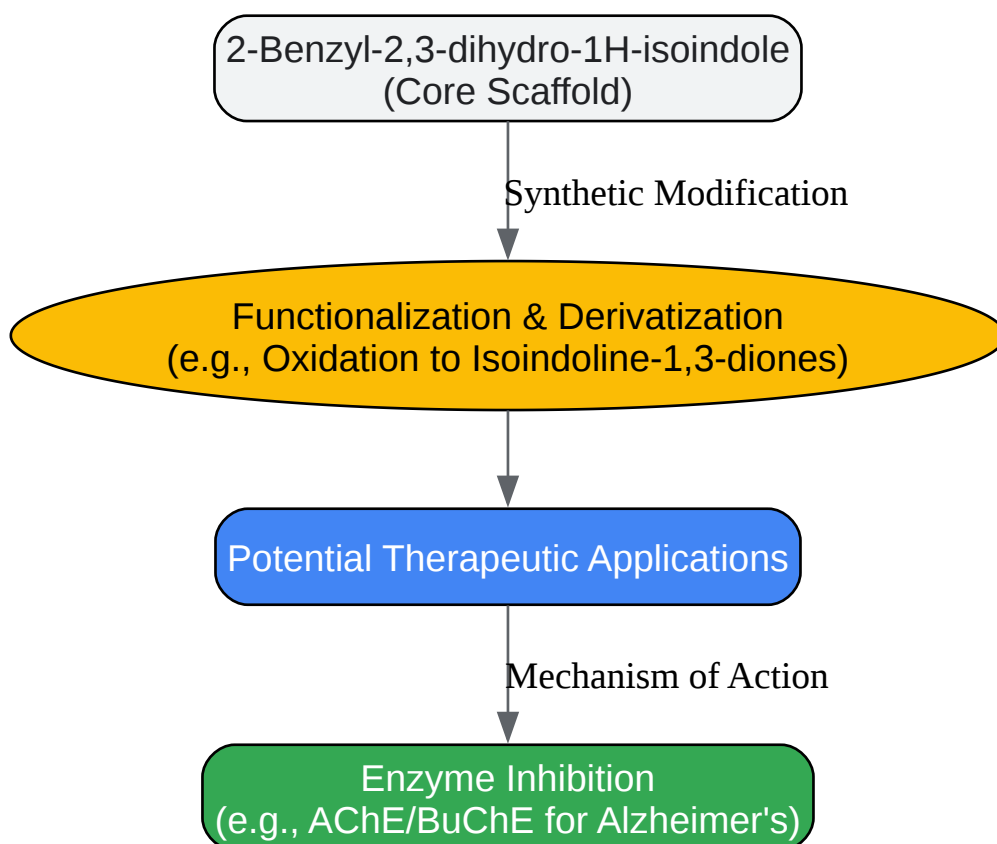 2-Benzyl-2,3-dihydro-1H-isoindole
(Core Scaffold)
Synthetic Modification
Functionalization & Derivatization
(e.g., Oxidation to Isoindoline-1,3-diones)
Potential Therapeutic Applications
Mechanism of Action
Enzyme Inhibition
(e.g., AChE/BuChE for Alzheimer's)